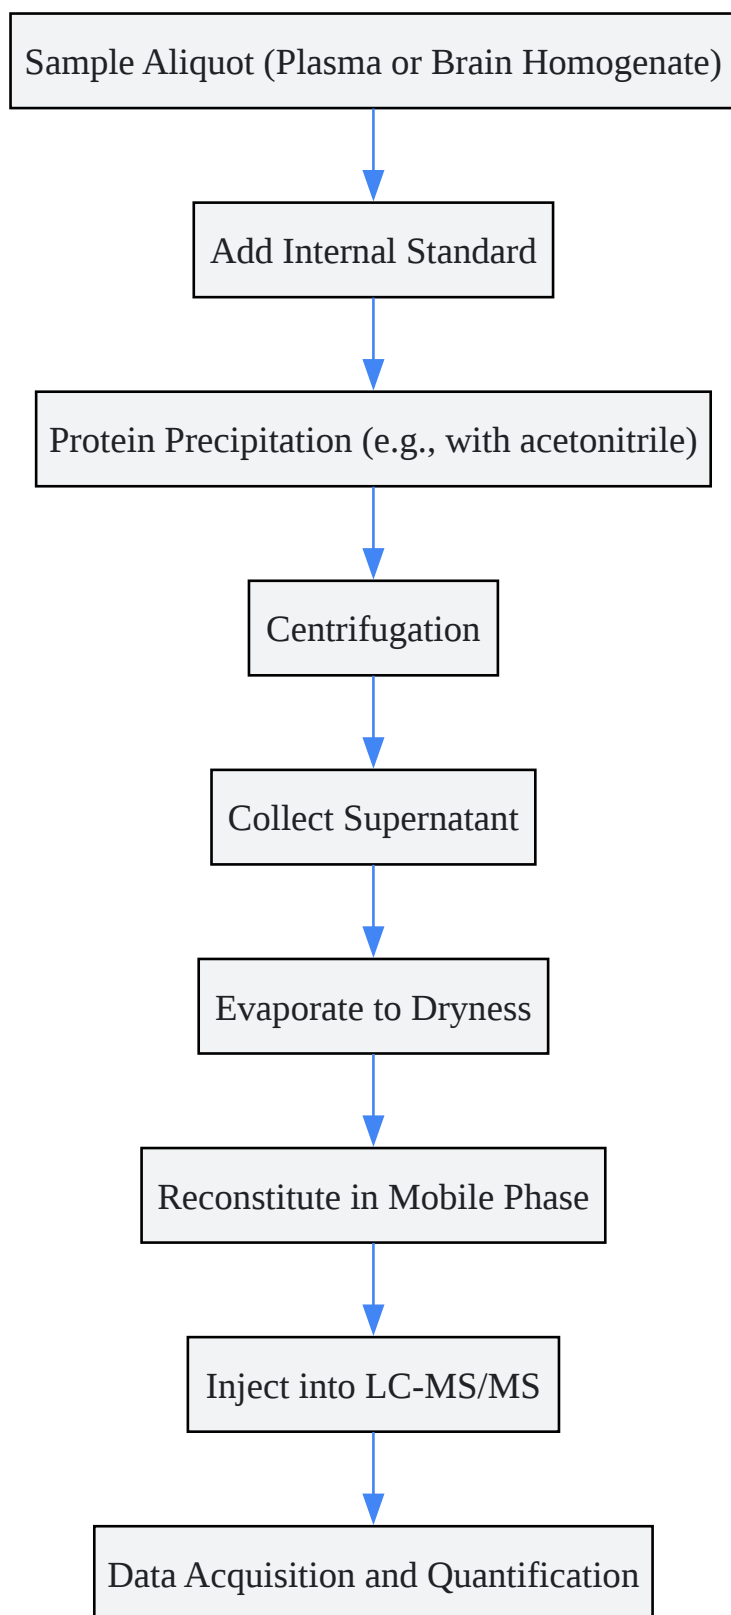 Sample Aliquot (Plasma or Brain Homogenate)
Add Internal Standard
Protein Precipitation (e.g., with acetonitrile)
Centrifugation
Collect Supernatant
Evaporate to Dryness
Reconstitute in Mobile Phase
Inject into LC-MS/MS
Data Acquisition and Quantification